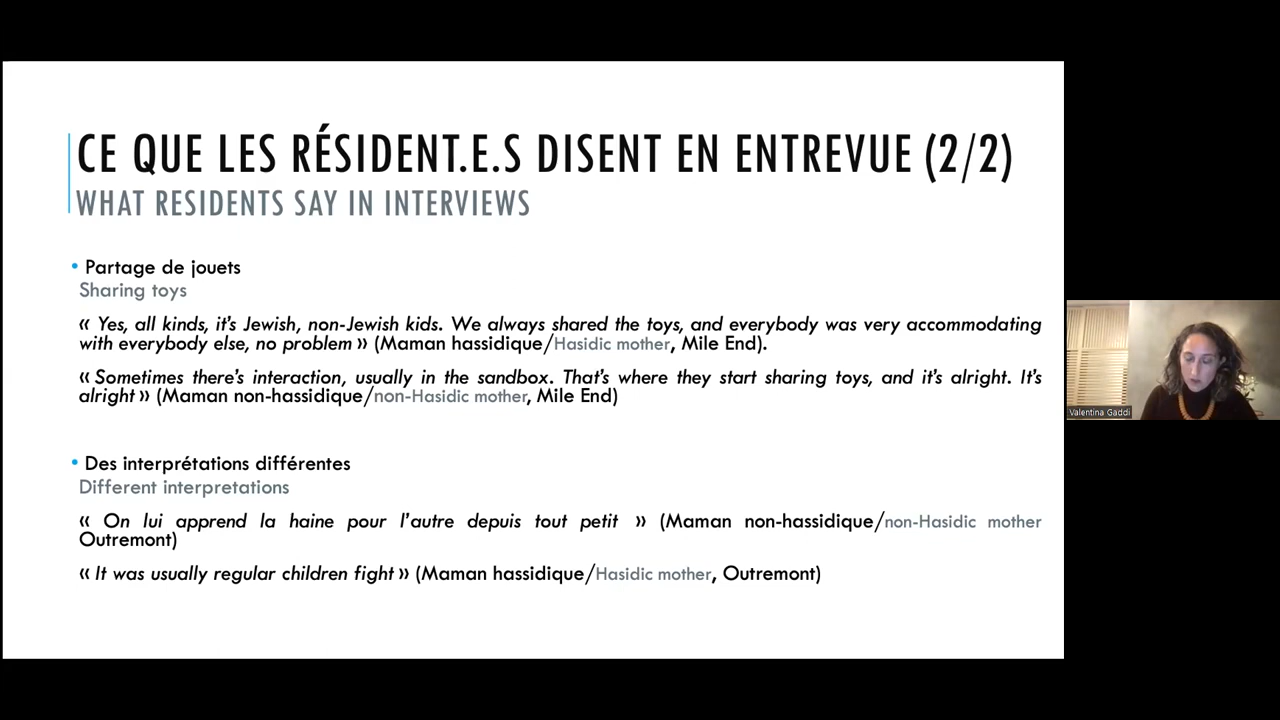 CE QUE LES RÉSIDENT.E.S DISENT EN ENTREVUE (2/2)
WHAT RESIDENTS SAY IN INTERVIEWS
• Partage de jouets
Sharing toys
« Yes, all kinds, it's Jewish, non-Jewish kids. We always shared the toys, and everybody was very accommodating
with everybody else, no problem » (Maman hassidique/Hasidic mother, Mile End).
« Sometimes there's interaction, usually in the sandbox. That's where they start sharing toys, and it's alright. It's
alright » (Maman non-hassidique/non-Hasidic mother, Mile End)
• Des interprétations différentes
Different interpretations
« On lui apprend la haine pour l'autre depuis tout petit » (Maman non-hassidique/non-Hasidic mother
Outremont)
« It was usually regular children fight » (Maman hassidique/Hasidic mother, Outremont)
Valentina Gaddi